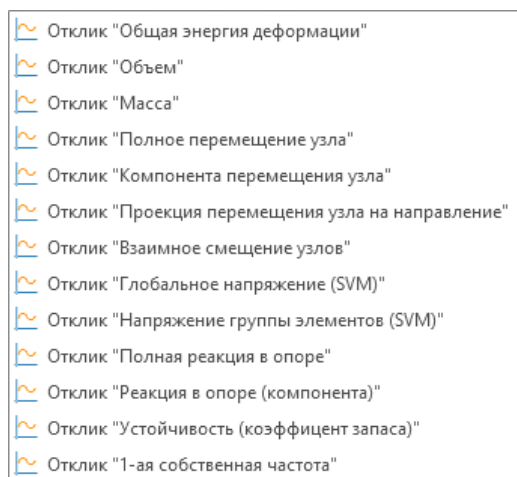 Отклик "Общая энергия деформации"
Отклик "Объем"
Отклик "Масса"
Отклик "Полное перемещение узла"
Отклик "Компонента перемещения узла"
Отклик "Проекция перемещения узла на направление"
Отклик "Взаимное смещение узлов"
Отклик "Глобальное напряжение (SVM)"
Отклик "Напряжение группы элементов (SVM)"
Отклик "Полная реакция в опоре"
Отклик "Реакция в опоре (компонента)"
Отклик "Устойчивость (коэффицент запаса)"
Отклик "1-ая собственная частота"